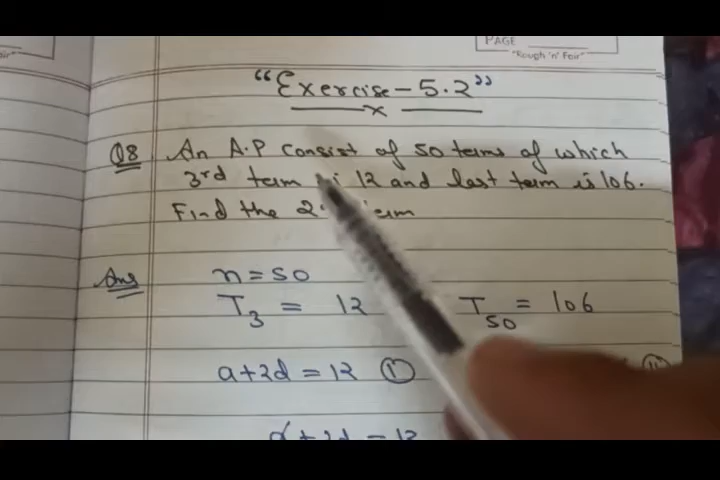 PAGE
"Rough 'n' Fair"
"Exercise-5.2"
Q8 An A.P consist of 50 terms of which
3rd term 12 and last term is 106.
Find the term
Ans n=50
T3 = 12 T50 = 106
a+2d=12 (i)